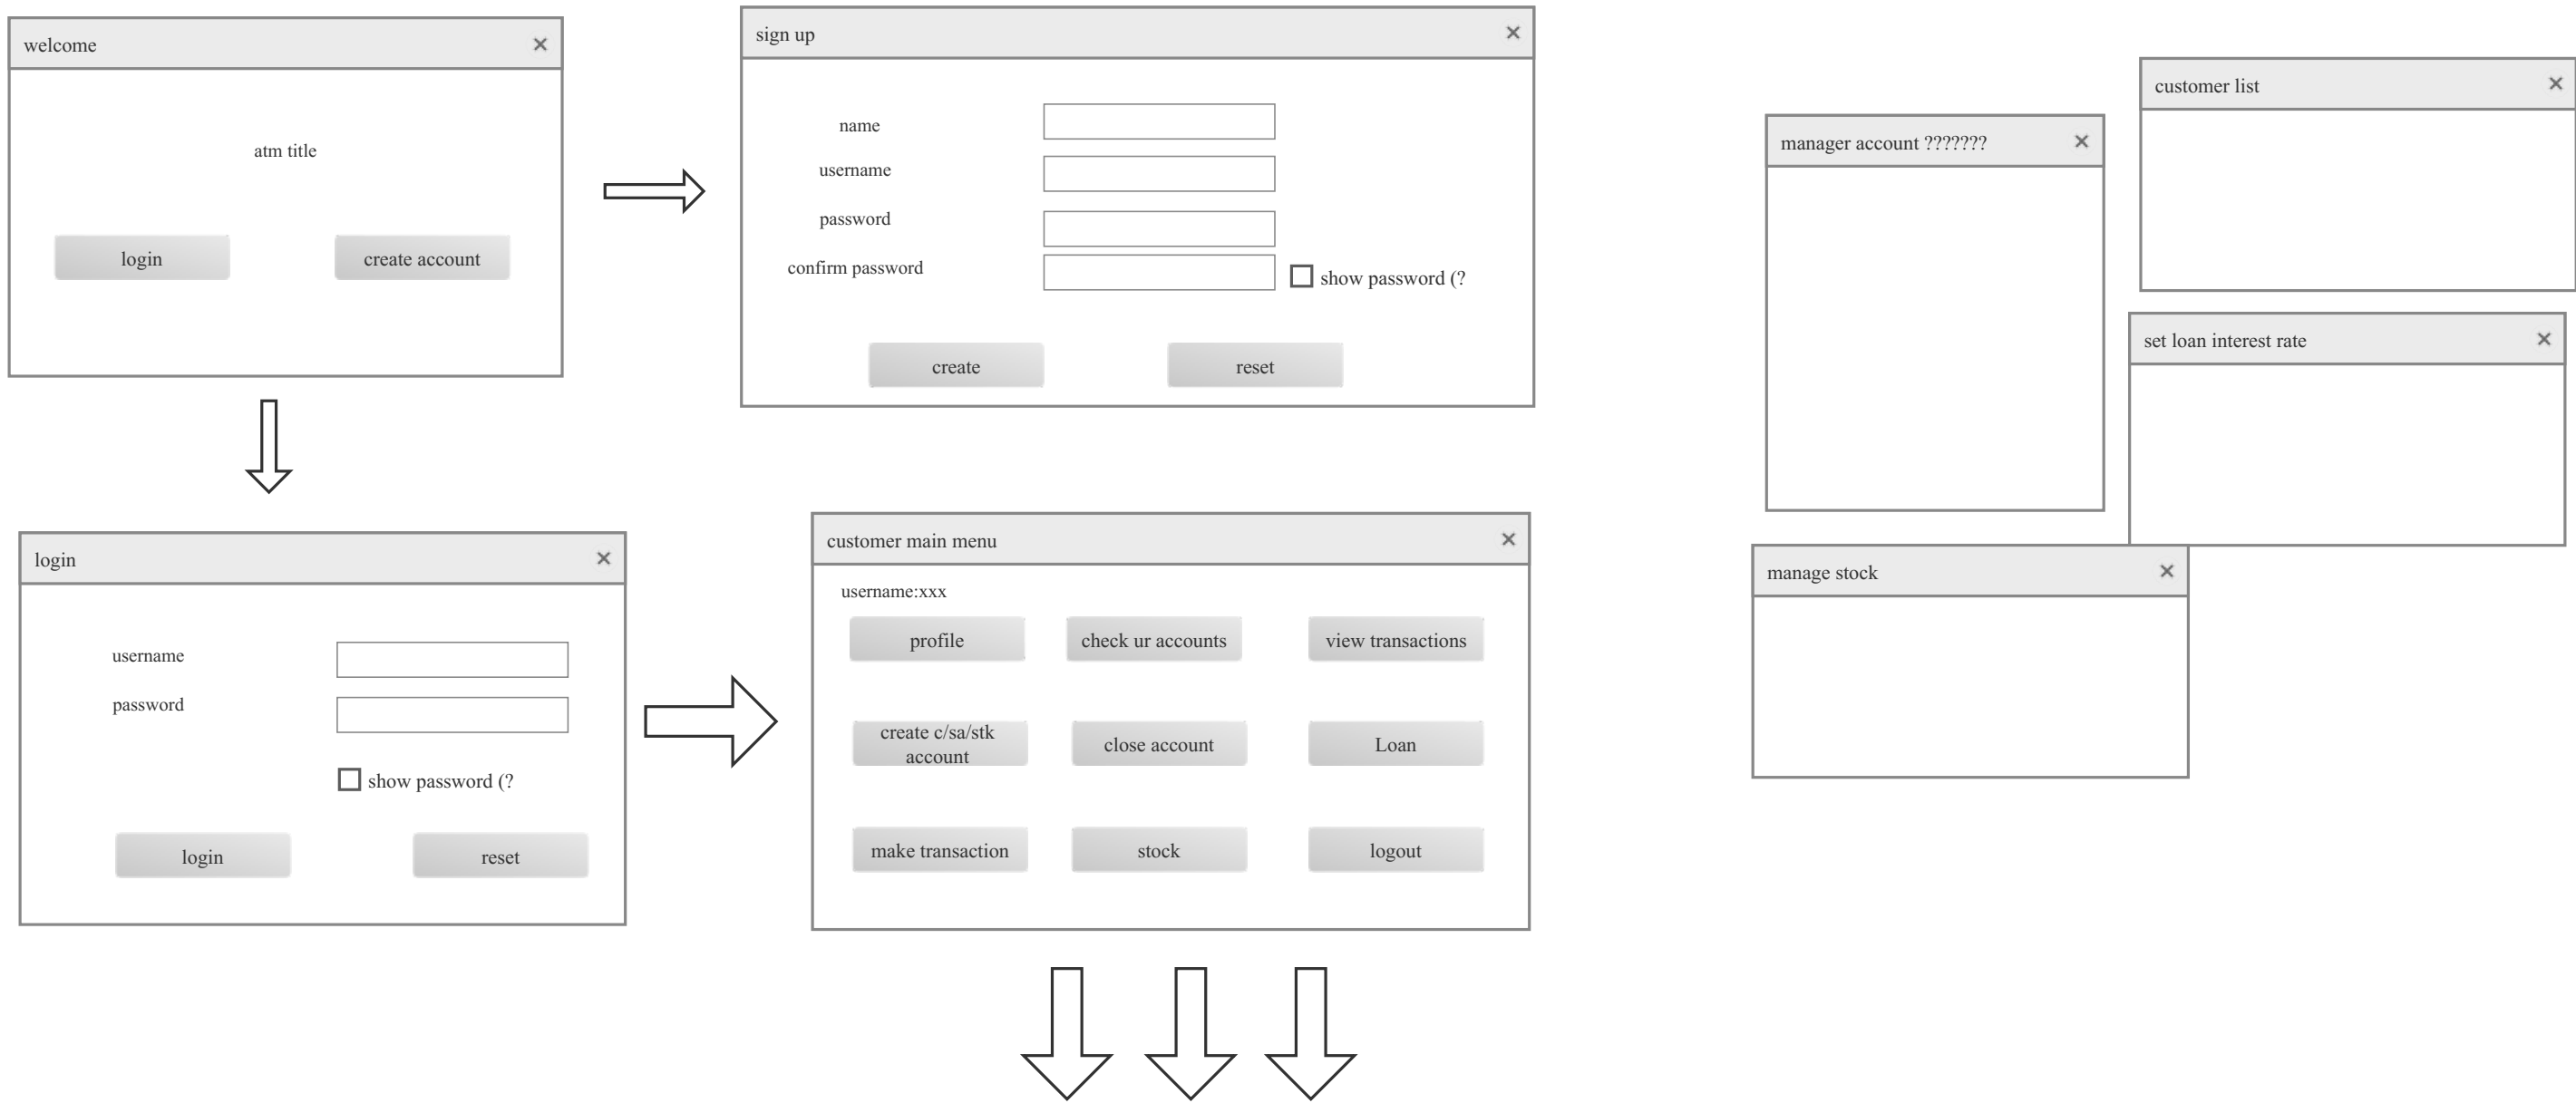 welcome
atm title
login
create account
sign up
name
username
password
confirm password
show password (?
create
reset
login
username
password
show password (?
login
reset
customer main menu
username:xxx
profile
check ur accounts
view transactions
create c/sa/stk
account
close account
Loan
make transaction
stock
logout
manager account ???????
customer list
set loan interest rate
manage stock